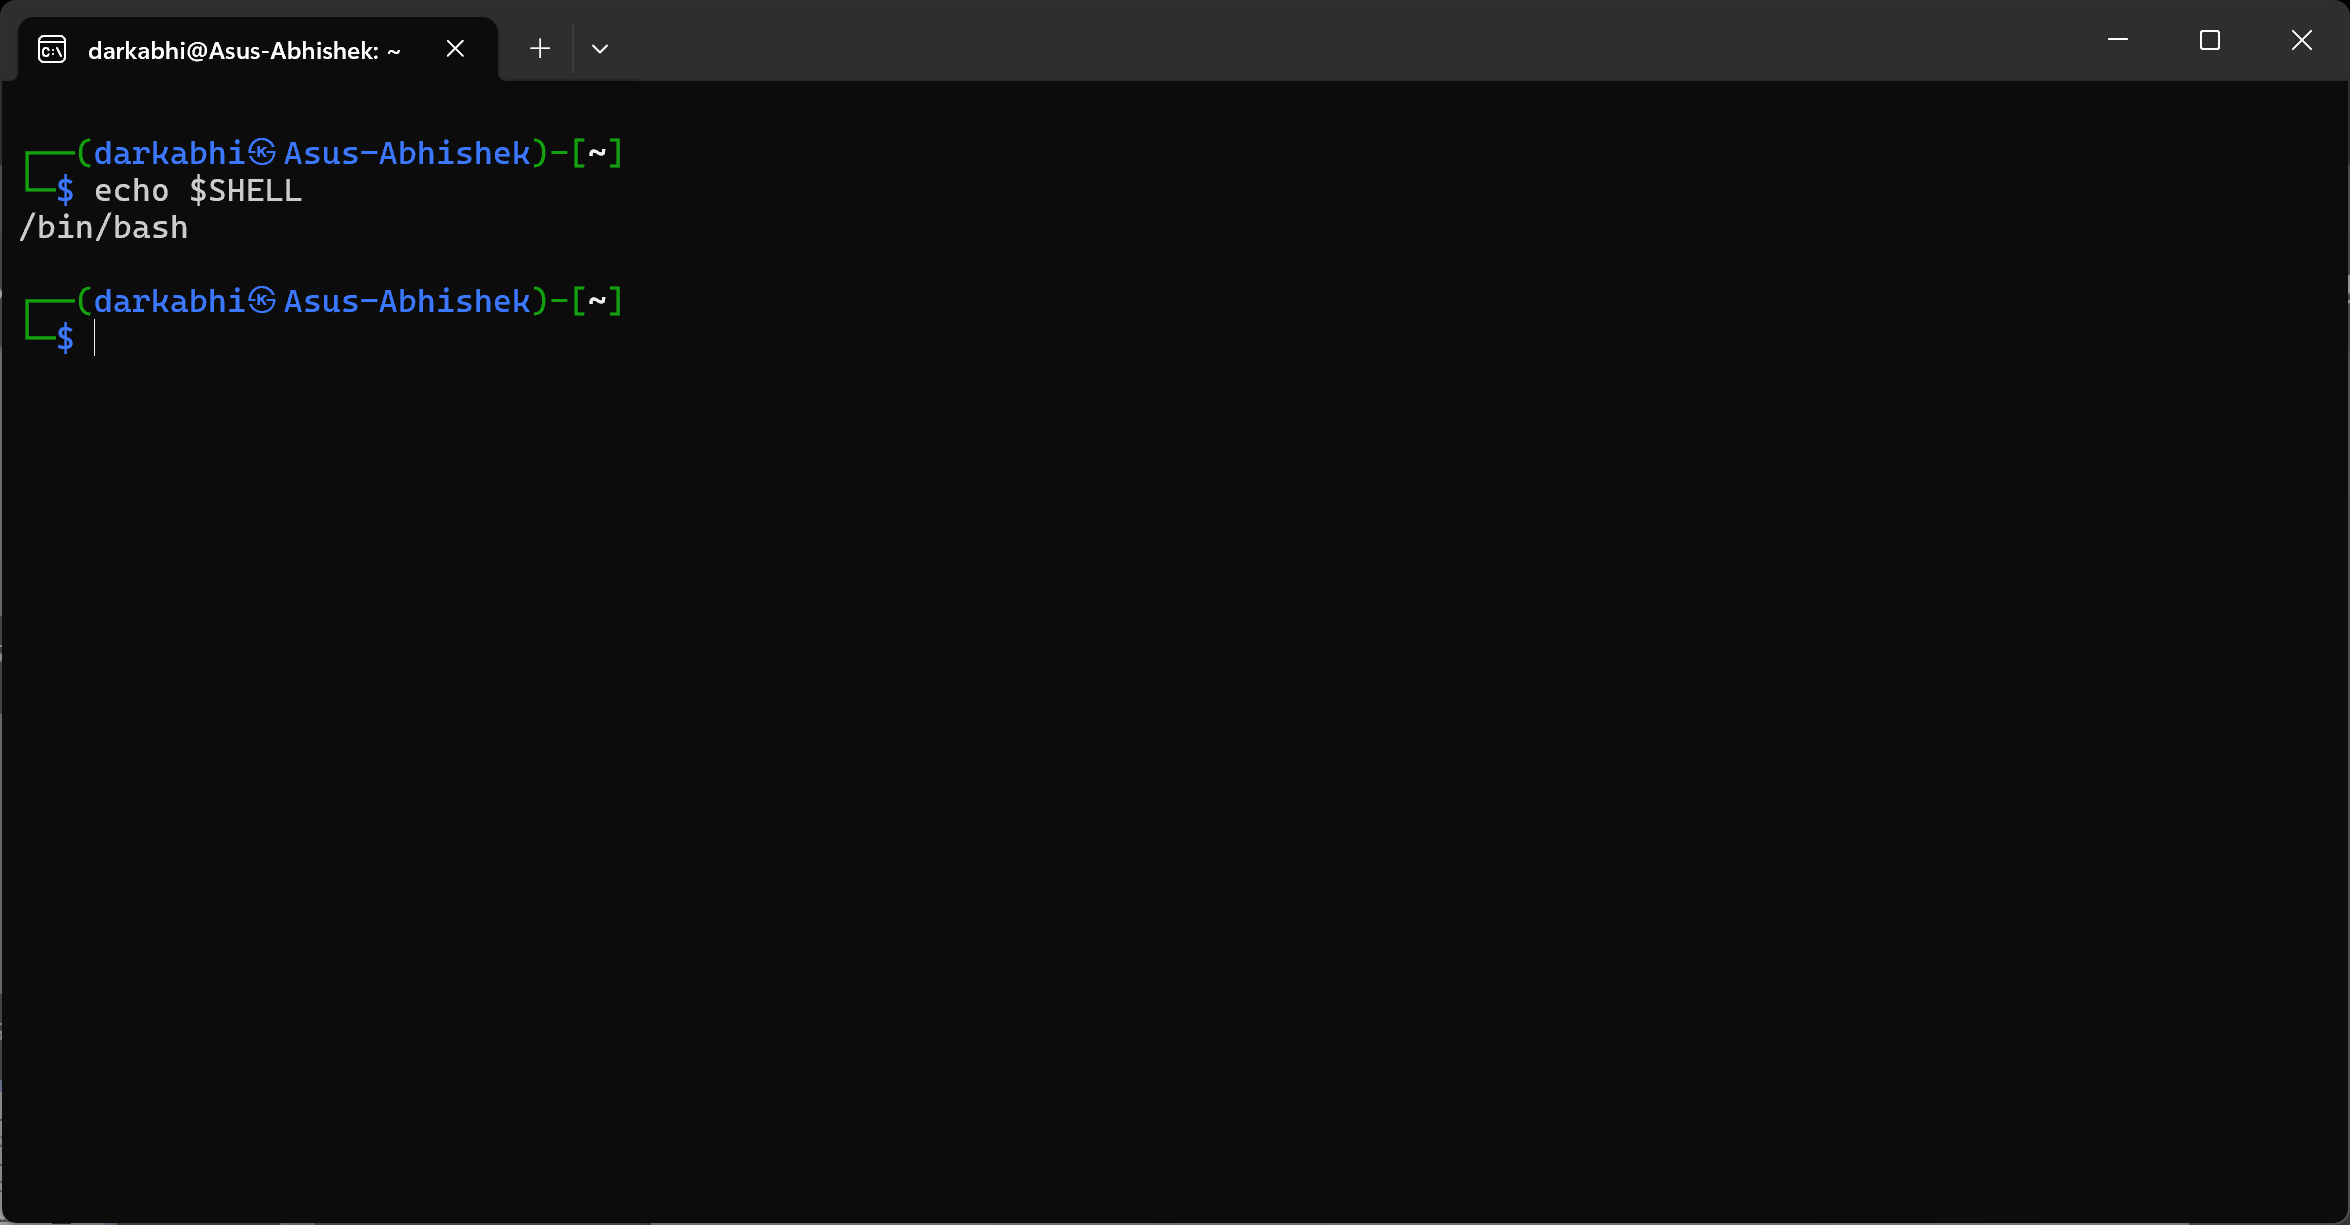 darkabhi@Asus-Abhishek: ~
┌──(darkabhi㉿Asus-Abhishek)-[~]
└─$ echo $SHELL
/bin/bash
┌──(darkabhi㉿Asus-Abhishek)-[~]
└─$